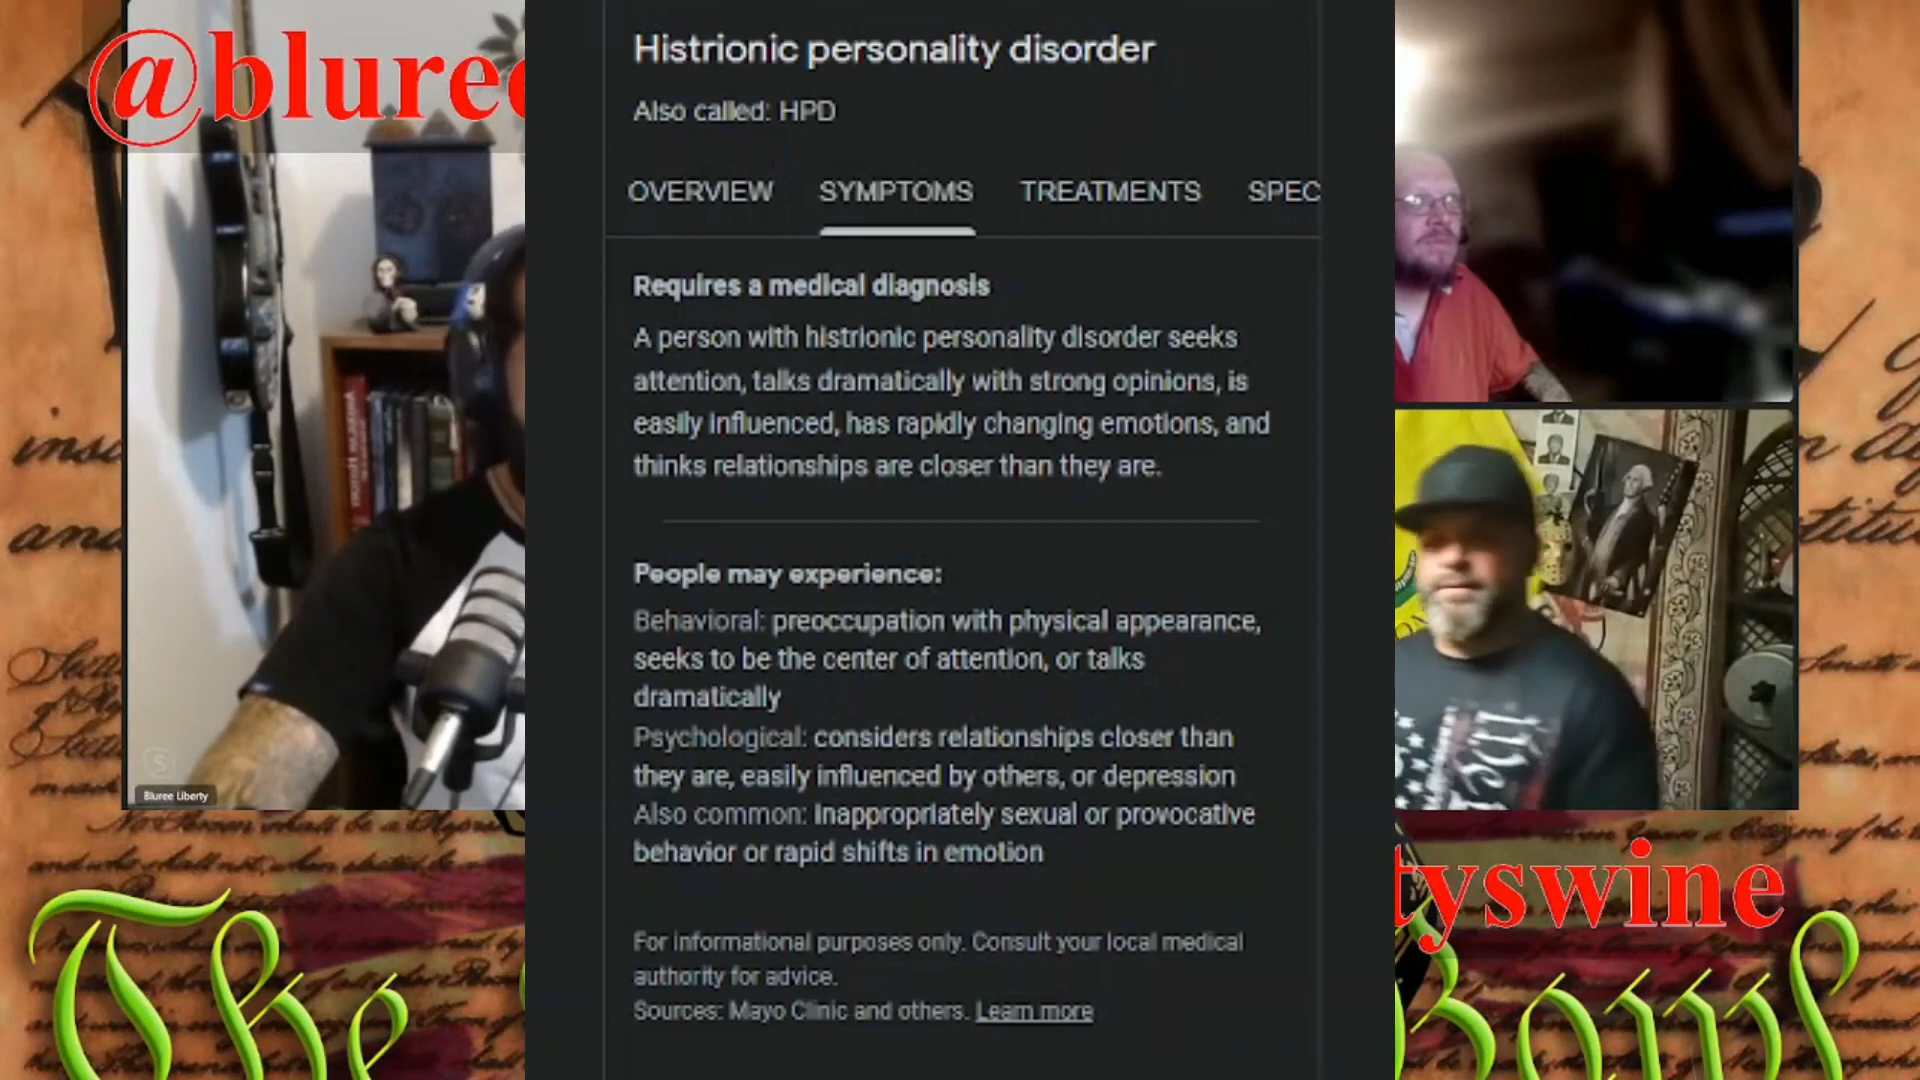 @bluree
Histrionic personality disorder
Also called: HPD
OVERVIEW SYMPTOMS TREATMENTS SPEC
Requires a medical diagnosis
A person with histrionic personality disorder seeks
attention, talks dramatically with strong opinions, is
easily influenced, has rapidly changing emotions, and
thinks relationships are closer than they are.
People may experience:
Behavioral: preoccupation with physical appearance,
seeks to be the center of attention, or talks
dramatically
Psychological: considers relationships closer than
they are, easily influenced by others, or depression
Also common: Inappropriately sexual or provocative
behavior or rapid shifts in emotion
For informational purposes only. Consult your local medical
authority for advice.
Sources: Mayo Clinic and others. Learn more
Bluree Liberty
tyswine
The
Bowl